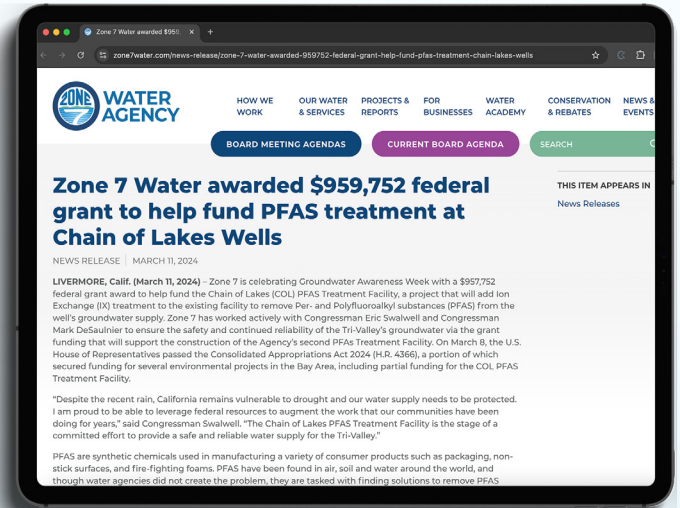 Zone 7 Water awarded $959
zone7water.com/news-release/zone-7-water-awarded-959752-federal-grant-help-fund-pfas-treatment-chain-lakes-wells
ZONE 7
WATER
AGENCY
HOW WE
WORK
OUR WATER
& SERVICES
PROJECTS &
REPORTS
FOR
BUSINESSES
WATER
ACADEMY
CONSERVATION
& REBATES
NEWS &
EVENTS
BOARD MEETING AGENDAS
CURRENT BOARD AGENDA
SEARCH
Zone 7 Water awarded $959,752 federal
grant to help fund PFAS treatment at
Chain of Lakes Wells
NEWS RELEASE | MARCH 11, 2024
THIS ITEM APPEARS IN
News Releases
LIVERMORE, Calif. (March 11, 2024) – Zone 7 is celebrating Groundwater Awareness Week with a $957,752
federal grant award to help fund the Chain of Lakes (COL) PFAS Treatment Facility, a project that will add Ion
Exchange (IX) treatment to the existing facility to remove Per- and Polyfluoroalkyl substances (PFAS) from the
well's groundwater supply. Zone 7 has worked actively with Congressman Eric Swalwell and Congressman
Mark DeSaulnier to ensure the safety and continued reliability of the Tri-Valley's groundwater via the grant
funding that will support the construction of the Agency's second PFAs Treatment Facility. On March 8, the U.S.
House of Representatives passed the Consolidated Appropriations Act 2024 (H.R. 4366), a portion of which
secured funding for several environmental projects in the Bay Area, including partial funding for the COL PFAS
Treatment Facility.
"Despite the recent rain, California remains vulnerable to drought and our water supply needs to be protected.
I am proud to be able to leverage federal resources to augment the work that our communities have been
doing for years," said Congressman Swalwell. "The Chain of Lakes PFAS Treatment Facility is the stage of a
committed effort to provide a safe and reliable water supply for the Tri-Valley."
PFAS are synthetic chemicals used in manufacturing a variety of consumer products such as packaging, non-
stick surfaces, and fire-fighting foams. PFAS have been found in air, soil and water around the world, and
though water agencies did not create the problem, they are tasked with finding solutions to remove PFAS